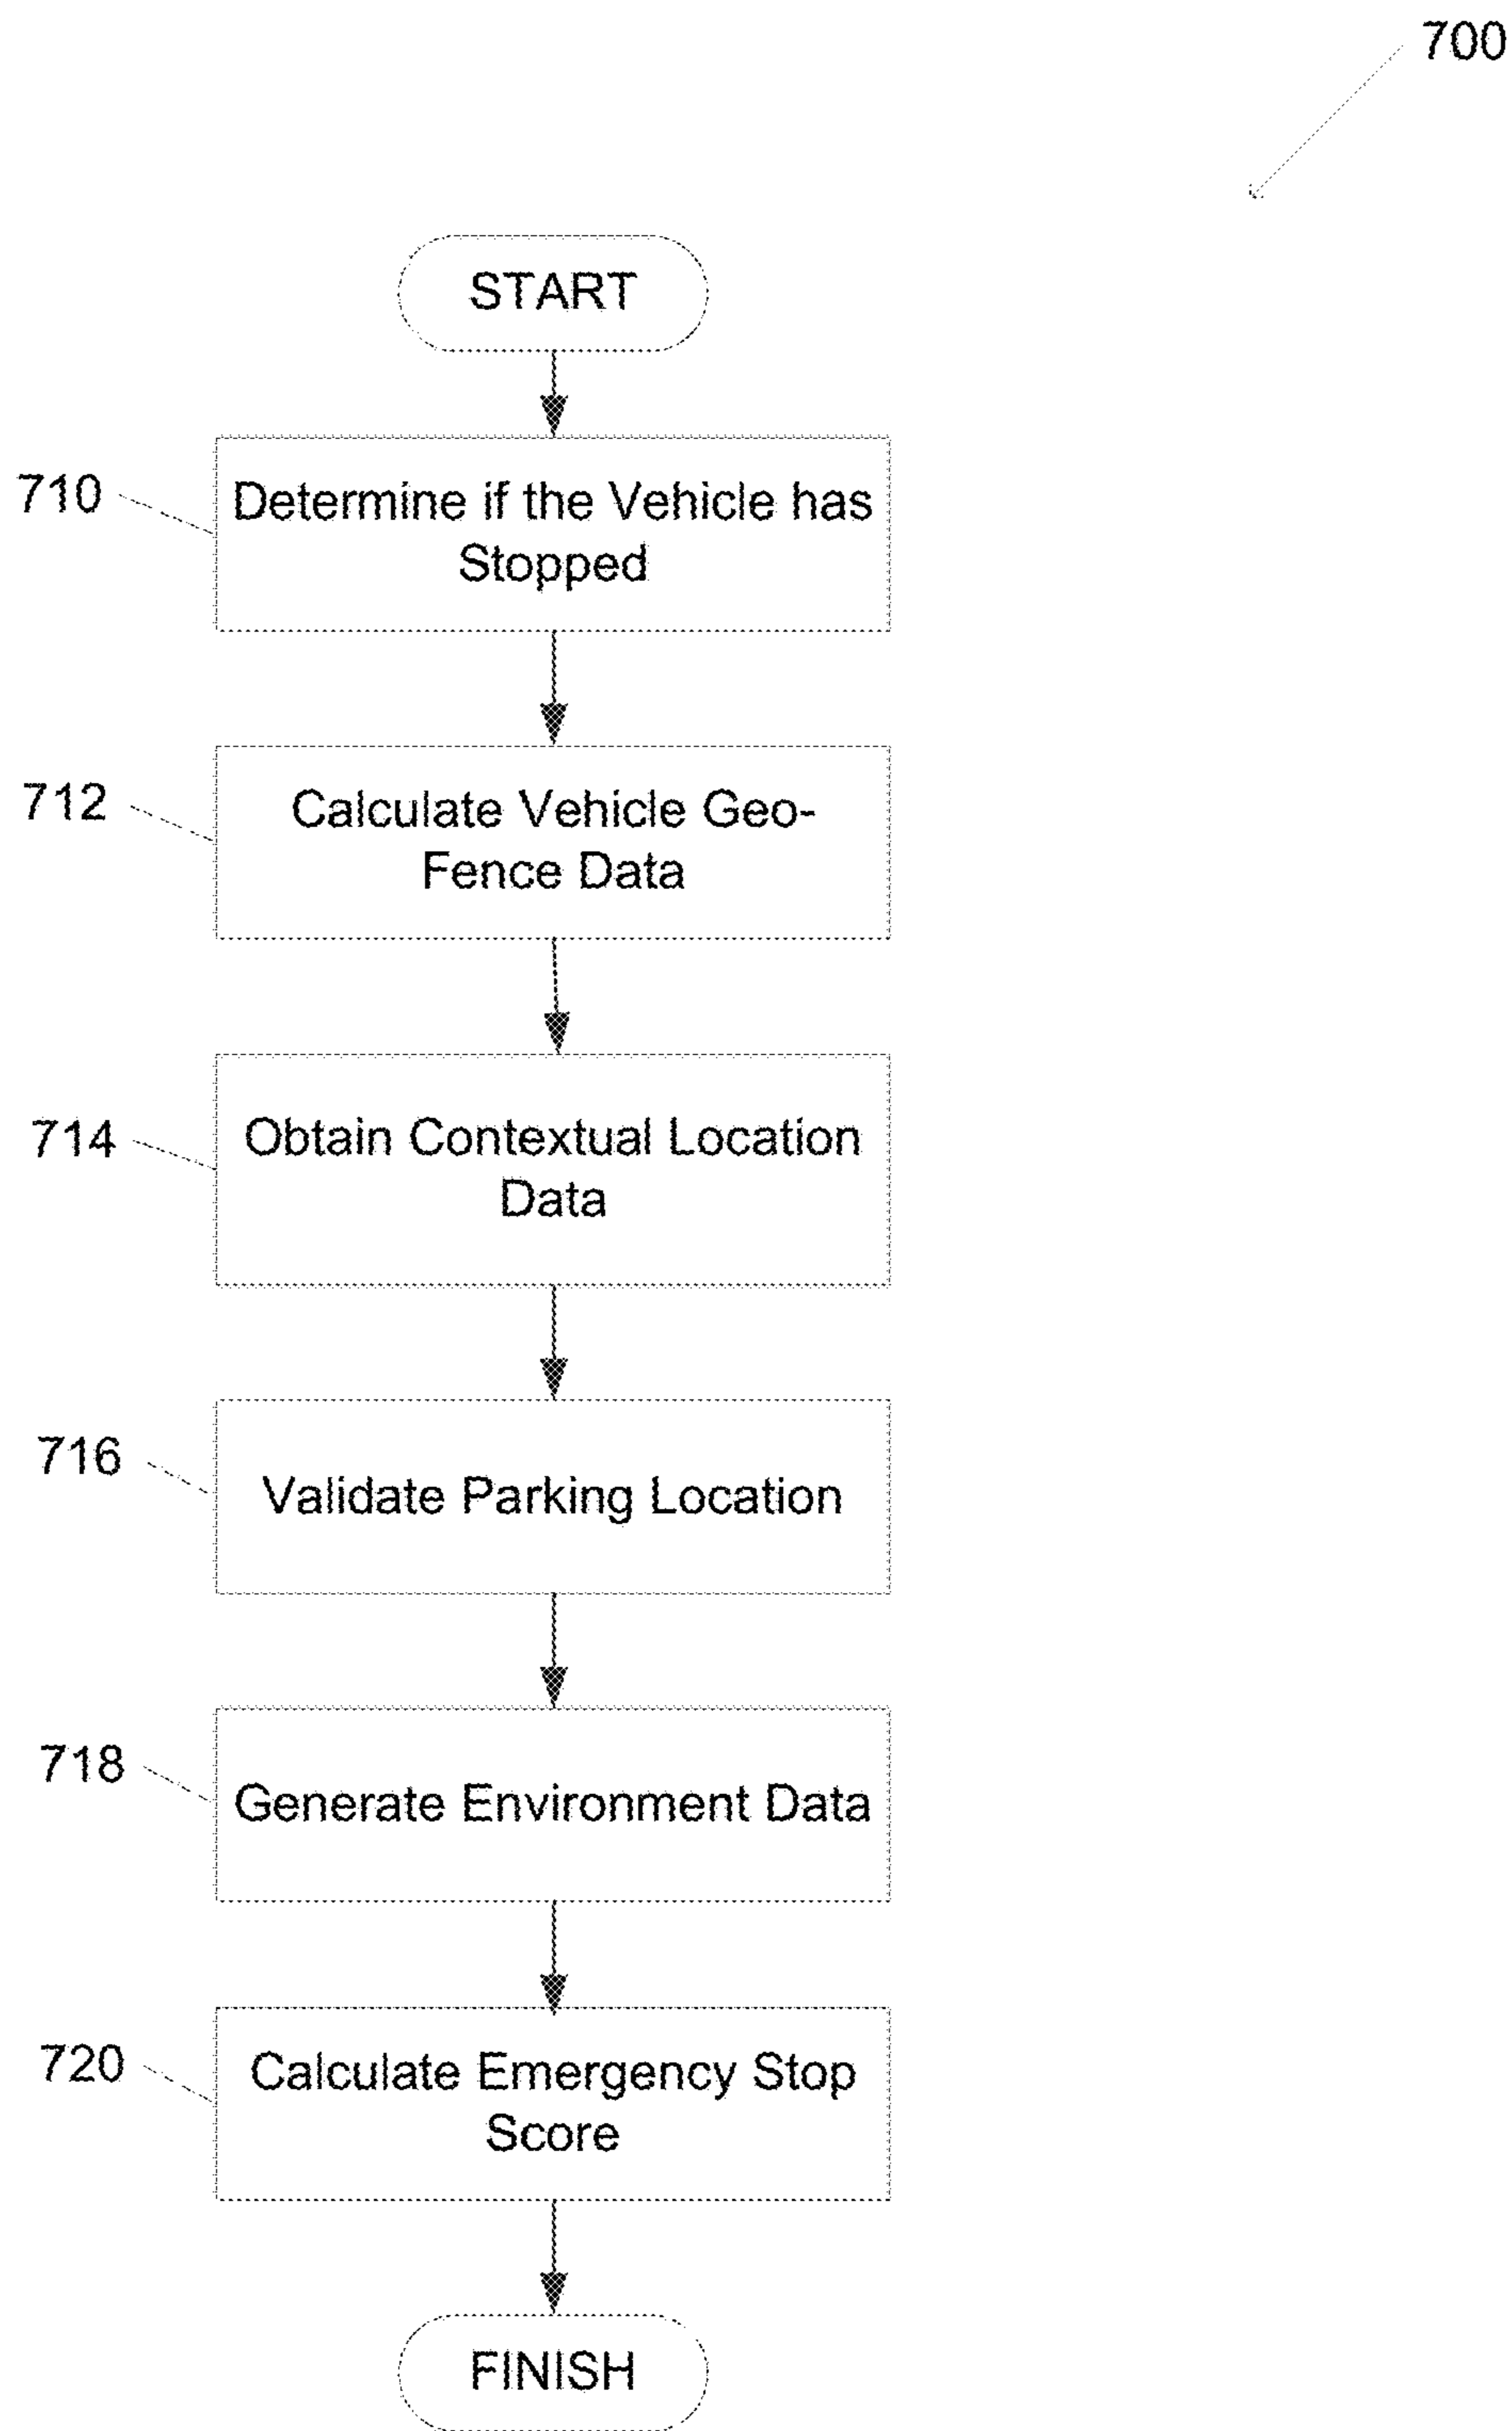 700
START
710
Determine if the Vehicle has
Stopped
712
Calculate Vehicle Geo-
Fence Data
714
Obtain Contextual Location
Data
716
Validate Parking Location
718
Generate Environment Data
720
Calculate Emergency Stop
Score
FINISH